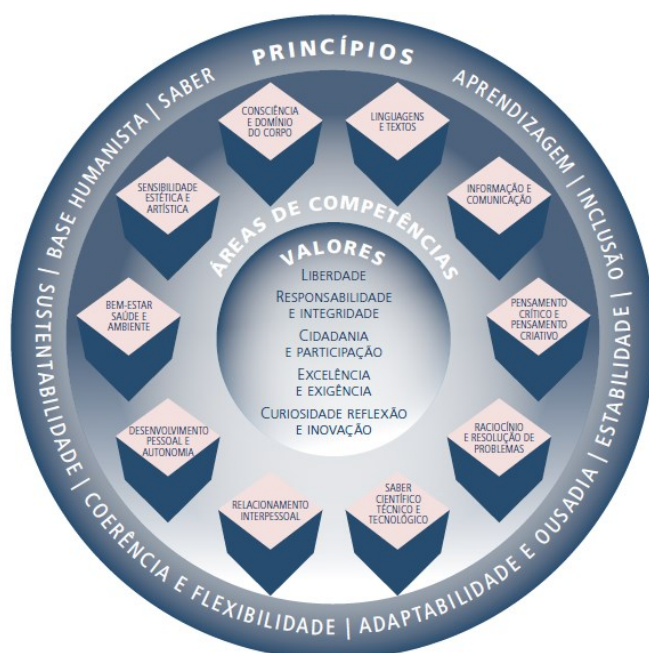 PRINCÍPIOS
BASE HUMANISTA | SABER
APRENDIZAGEM | INCLUSÃO |
ESTABILIDADE |
ADAPTABILIDADE E OUSADIA |
COERÊNCIA E FLEXIBILIDADE |
SUSTENTABILIDADE |
ÁREAS DE COMPETÊNCIAS
CONSCIÊNCIA
E DOMÍNIO
DO CORPO
LINGUAGENS
E TEXTOS
INFORMAÇÃO E
COMUNICAÇÃO
PENSAMENTO
CRÍTICO E
PENSAMENTO
CRIATIVO
RACIOCÍNIO
E RESOLUÇÃO DE
PROBLEMAS
SABER
CIENTÍFICO
TÉCNICO E
TECNOLÓGICO
RELACIONAMENTO
INTERPESSOAL
DESENVOLVIMENTO
PESSOAL E
AUTONOMIA
BEM-ESTAR
SAÚDE E
AMBIENTE
SENSIBILIDADE
ESTÉTICA E
ARTÍSTICA
VALORES
LIBERDADE
RESPONSABILIDADE
E INTEGRIDADE
CIDADANIA
E PARTICIPAÇÃO
EXCELÊNCIA
E EXIGÊNCIA
CURIOSIDADE REFLEXÃO
E INOVAÇÃO